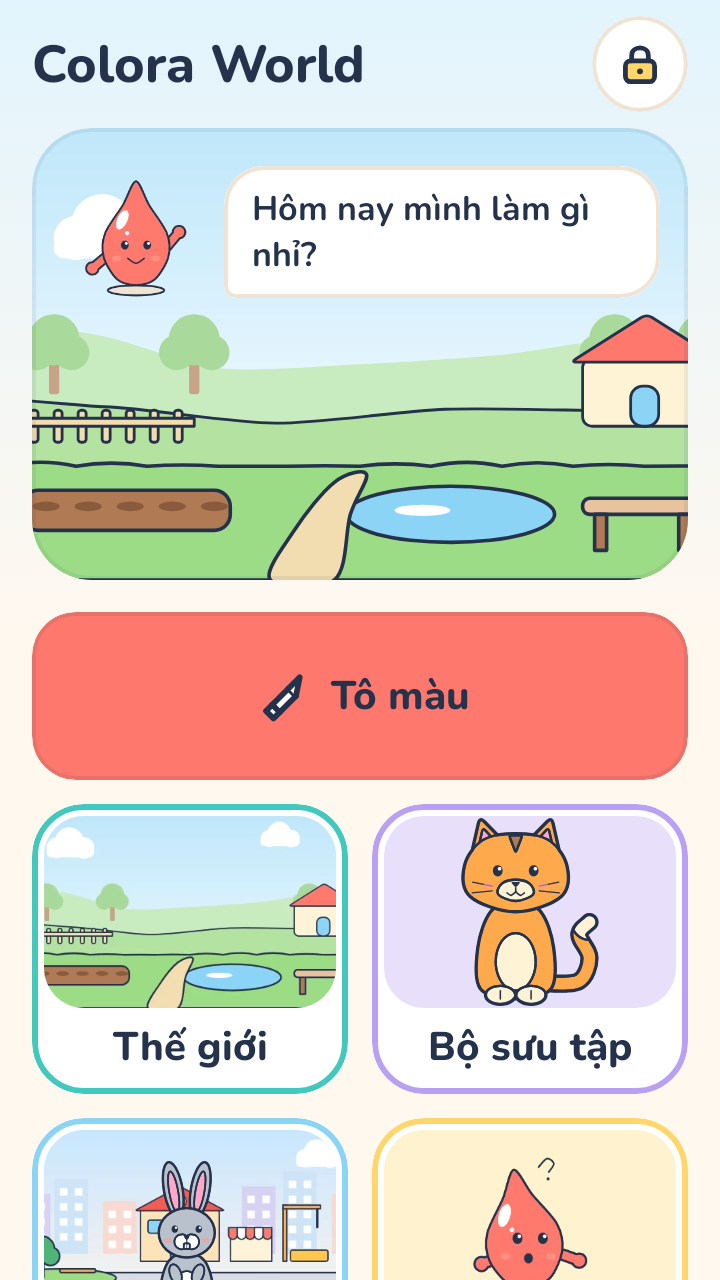 Colora World
Hôm nay mình làm gì
nhỉ?
Tô màu
Thế giới
Bộ sưu tập
?